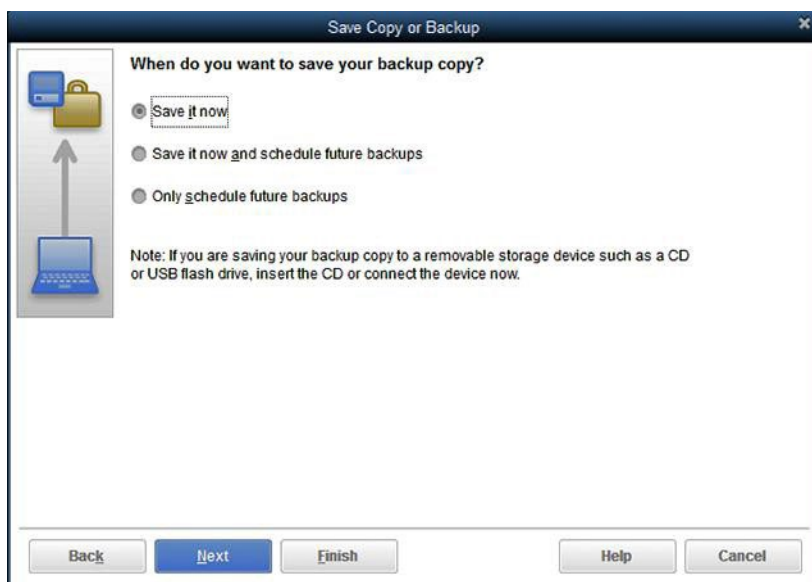 Save Copy or Backup
When do you want to save your backup copy?
Save it now
Save it now and schedule future backups
Only schedule future backups
Note: If you are saving your backup copy to a removable storage device such as a CD
or USB flash drive, insert the CD or connect the device now.
Back
Next
Finish
Help
Cancel